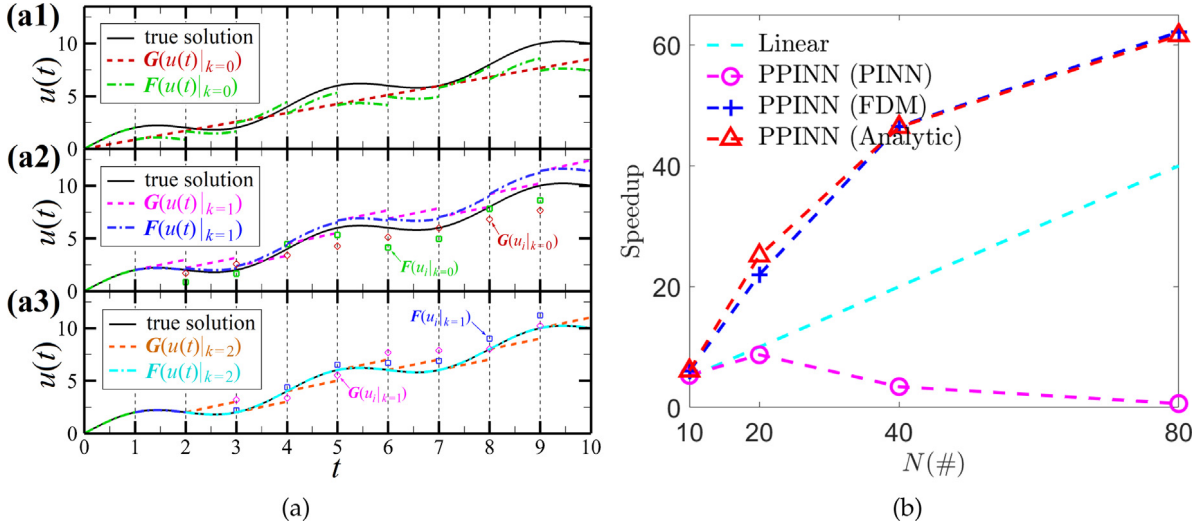 (a1)
10
5
0
u(t)
true solution
G(u(t)|k=0)
F(u(t)|k=0)
(a2)
10
5
0
u(t)
true solution
G(u(t)|k=1)
F(u(t)|k=1)
G(ui|k=0)
F(ui|k=0)
(a3)
10
5
0
u(t)
true solution
G(u(t)|k=2)
F(u(t)|k=2)
F(ui|k=1)
G(ui|k=1)
0 1 2 3 4 5 6 7 8 9 10
t
(a)
60
40
20
0
Speedup
Linear
PPINN (PINN)
PPINN (FDM)
PPINN (Analytic)
10 20 40 80
N(#)
(b)